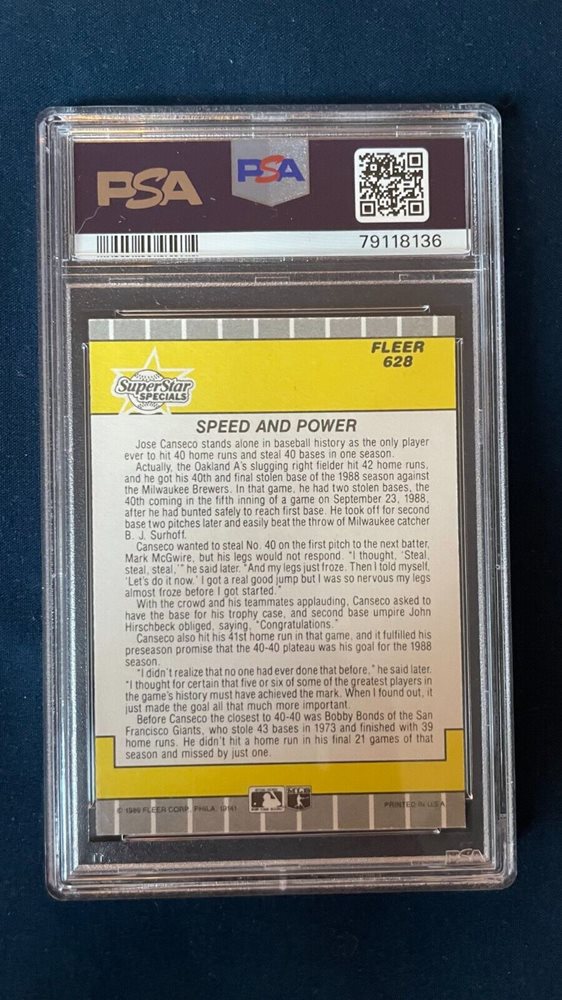 PSA
PSA
79118136
FLEER
628
SuperStar
SPECIALS
SPEED AND POWER
Jose Canseco stands alone in baseball history as the only player
ever to hit 40 home runs and steal 40 bases in one season.
Actually, the Oakland A's slugging right fielder hit 42 home runs,
and he got his 40th and final stolen base of the 1988 season against
the Milwaukee Brewers. In that game, he had two stolen bases, the
40th coming in the fifth inning of a game on September 23, 1988,
after he had bunted safely to reach first base. He took off for second
base two pitches later and easily beat the throw of Milwaukee catcher
B. J. Surhoff.
Canseco wanted to steal No. 40 on the first pitch to the next batter,
Mark McGwire, but his legs would not respond. "I thought, 'Steal,
steal, steal,'" he said later. "And my legs just froze. Then I told myself,
'Let's do it now.' I got a real good jump but I was so nervous my legs
almost froze before I got started."
With the crowd and his teammates applauding, Canseco asked to
have the base for his trophy case, and second base umpire John
Hirschbeck obliged, saying, "Congratulations."
Canseco also hit his 41st home run in that game, and it fulfilled his
preseason promise that the 40-40 plateau was his goal for the 1988
season.
"I didn't realize that no one had ever done that before," he said later.
"I thought for certain that five or six of some of the greatest players in
the game's history must have achieved the mark. When I found out, it
just made the goal all that much more important.
Before Canseco the closest to 40-40 was Bobby Bonds of the San
Francisco Giants, who stole 43 bases in 1973 and finished with 39
home runs. He didn't hit a home run in his final 21 games of that
season and missed by just one.
© 1989 FLEER CORP., PHILA. 19141
PRINTED IN U.S.A.
PSA